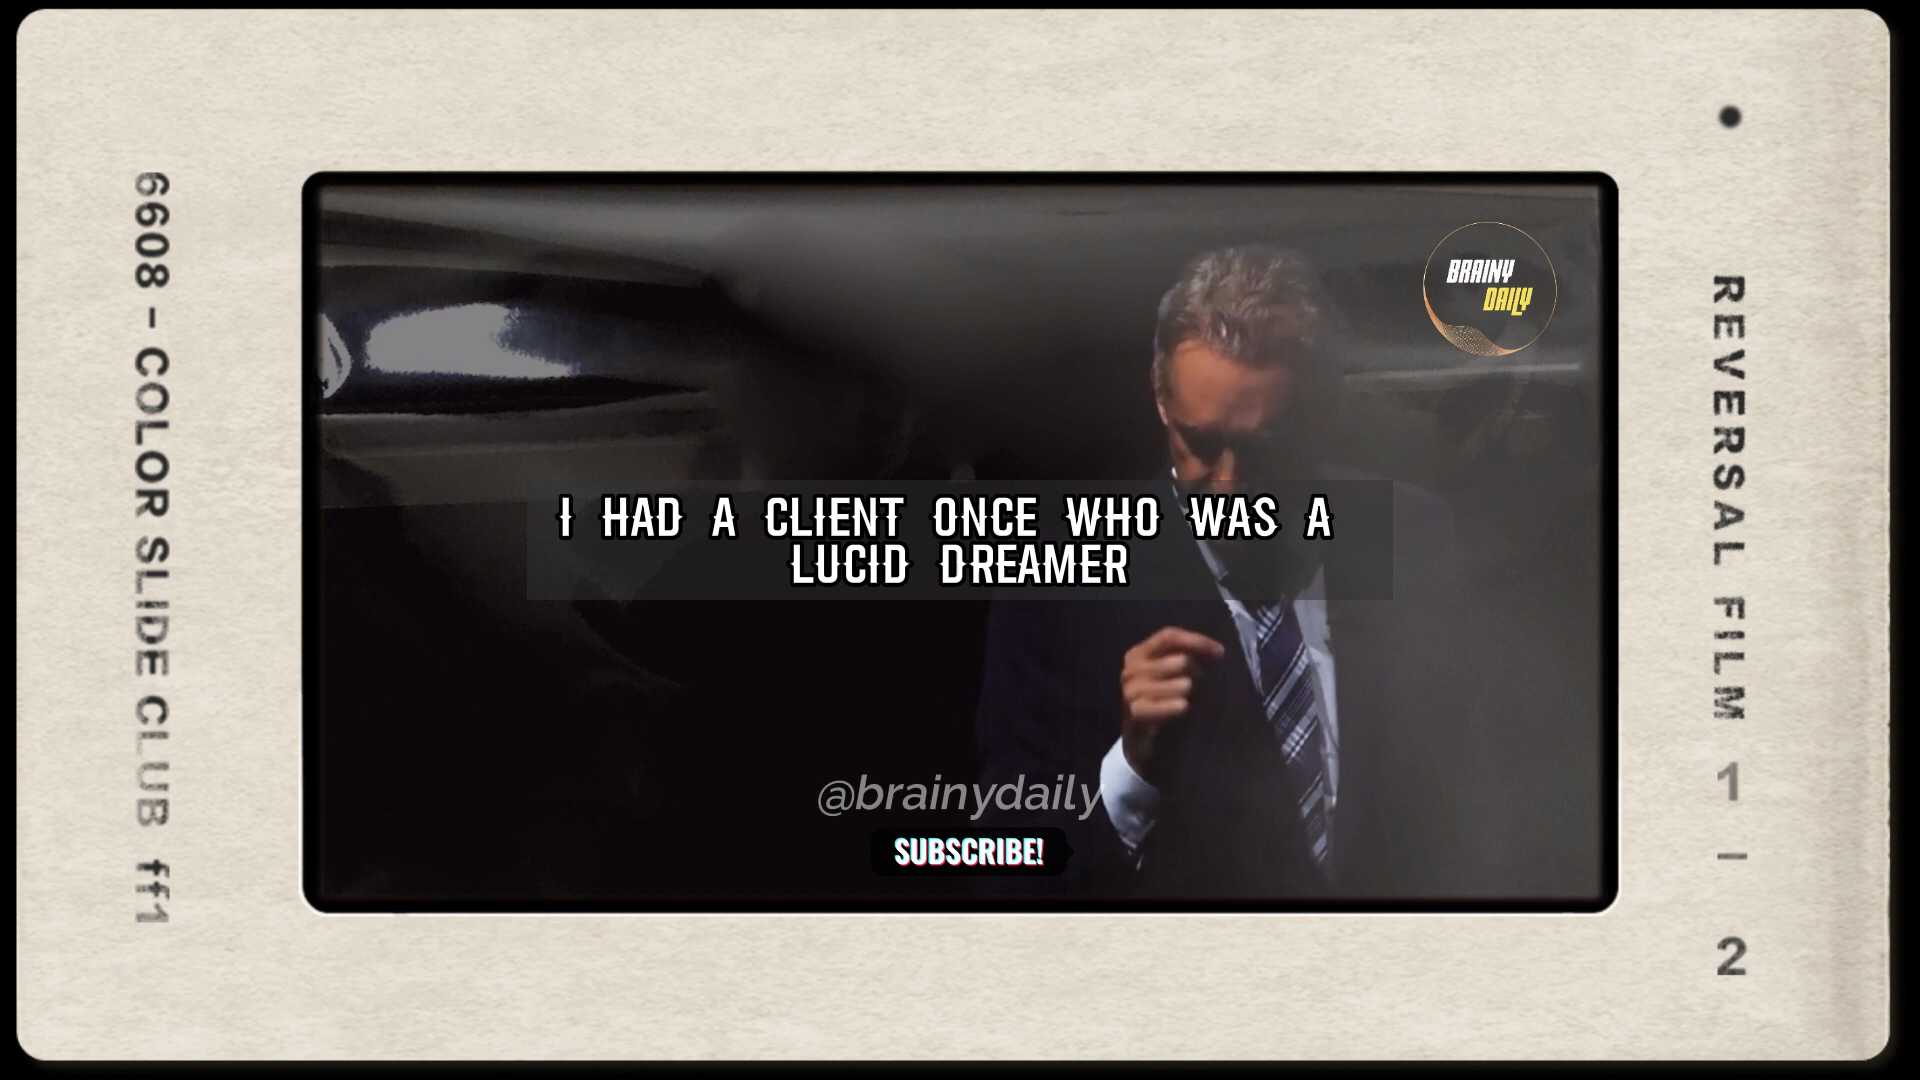 6608 - COLOR SLIDE CLUB ff1
BRAINY
DAILY
I HAD A CLIENT ONCE WHO WAS A
LUCID DREAMER
@brainydaily
SUBSCRIBE!
REVERSAL FILM 1 - 2